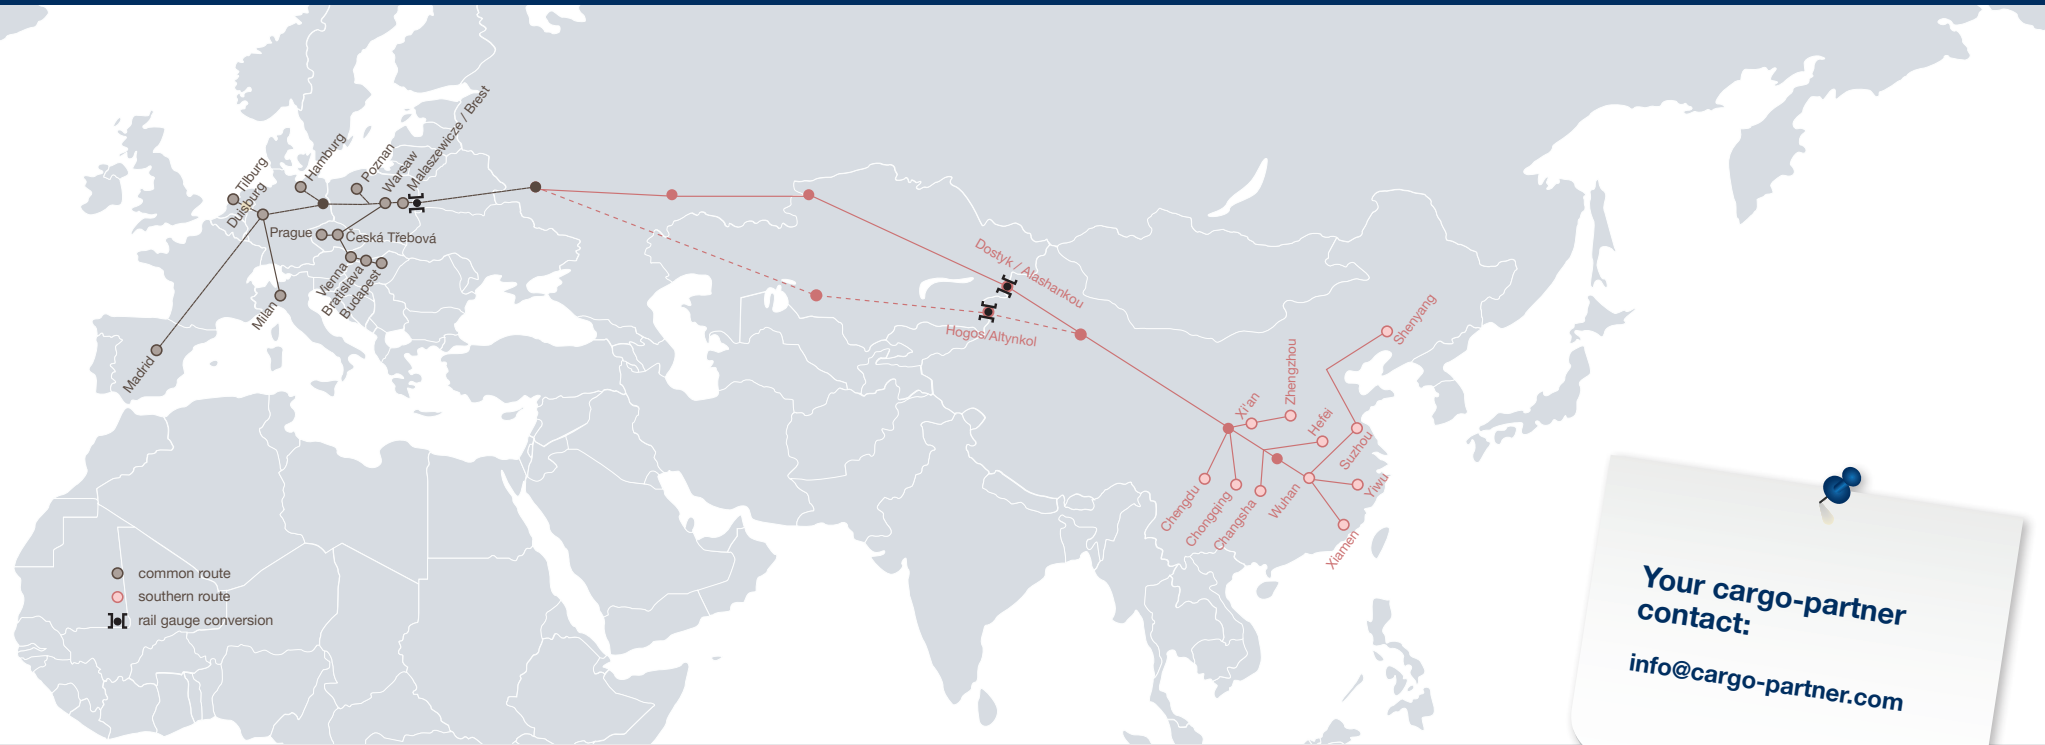 Tilburg
Duisburg
Hamburg
Poznan
Warsaw
Malaszewicze / Brest
Prague
Česká Třebová
Vienna
Bratislava
Budapest
Milan
Madrid
Dostyk / Alashankou
Hogos/Altynkol
Shenyang
Zhengzhou
Xi'an
Hefei
Suzhou
Yiwu
Chengdu
Chongqing
Changsha
Wuhan
Xiamen
common route
southern route
rail gauge conversion
Your cargo-partner
contact:
info@cargo-partner.com